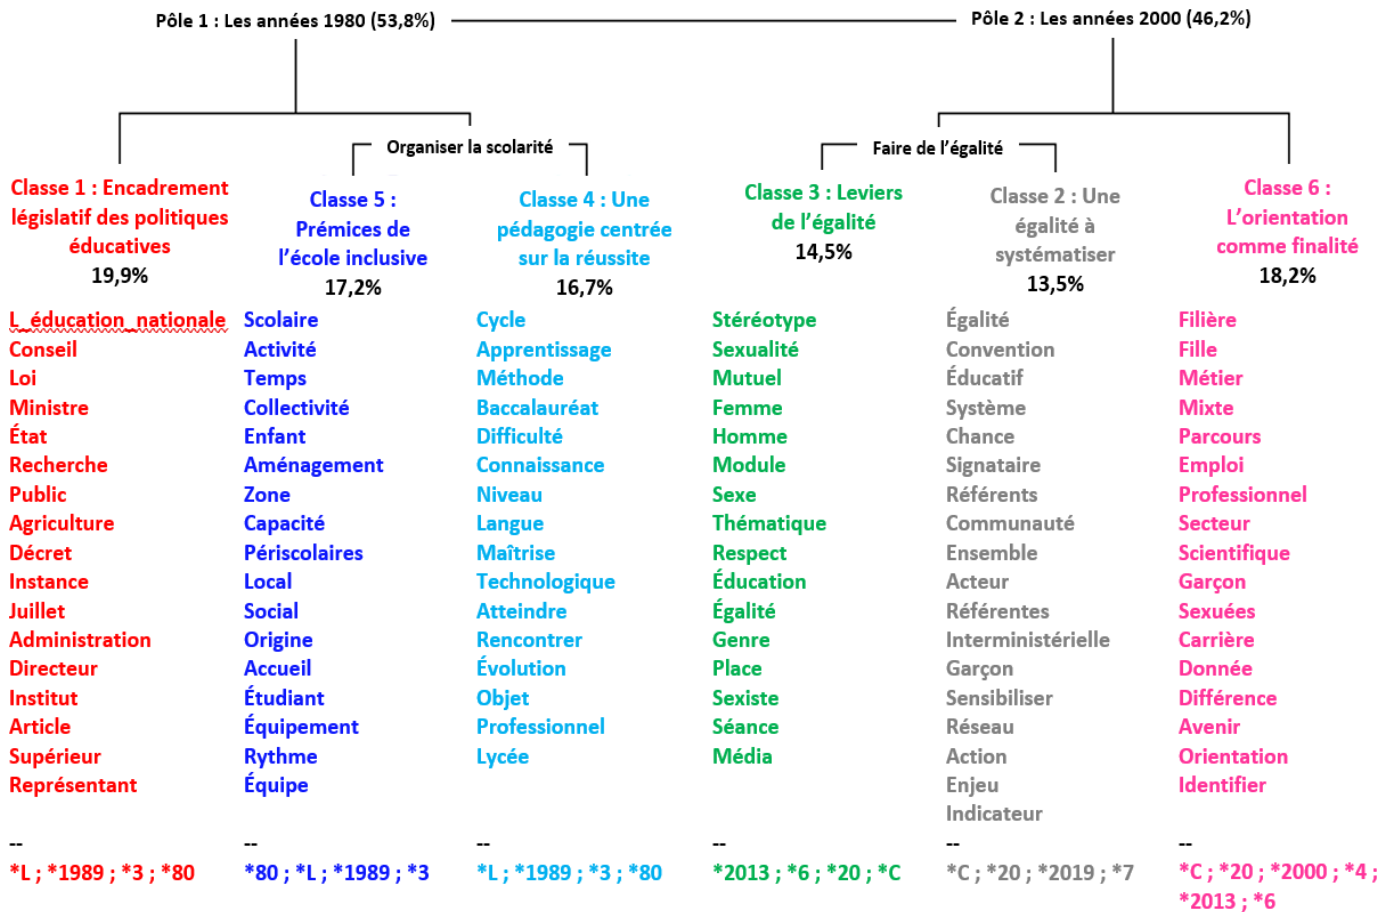 Pôle 1 : Les années 1980 (53,8%)
Pôle 2 : Les années 2000 (46,2%)
Organiser la scolarité
Faire de l'égalité
Classe 1 : Encadrement
législatif des politiques
éducatives
19,9%
L_éducation_nationale
Conseil
Loi
Ministre
État
Recherche
Public
Agriculture
Décret
Instance
Juillet
Administration
Directeur
Institut
Article
Supérieur
Représentant
--
*L ; *1989 ; *3 ; *80
Classe 5 :
Prémices de
l'école inclusive
17,2%
Scolaire
Activité
Temps
Collectivité
Enfant
Aménagement
Zone
Capacité
Périscolaires
Local
Social
Origine
Accueil
Étudiant
Équipement
Rythme
Équipe
--
*80 ; *L ; *1989 ; *3
Classe 4 : Une
pédagogie centrée
sur la réussite
16,7%
Cycle
Apprentissage
Méthode
Baccalauréat
Difficulté
Connaissance
Niveau
Langue
Maîtrise
Technologique
Atteindre
Rencontrer
Évolution
Objet
Professionnel
Lycée
--
*L ; *1989 ; *3 ; *80
Classe 3 : Leviers
de l'égalité
14,5%
Stéréotype
Sexualité
Mutuel
Femme
Homme
Module
Sexe
Thématique
Respect
Éducation
Égalité
Genre
Place
Sexiste
Séance
Média
--
*2013 ; *6 ; *20 ; *C
Classe 2 : Une
égalité à
systématiser
13,5%
Égalité
Convention
Éducatif
Système
Chance
Signataire
Référents
Communauté
Ensemble
Acteur
Référentes
Interministérielle
Garçon
Sensibiliser
Réseau
Action
Enjeu
Indicateur
--
*C ; *20 ; *2019 ; *7
Classe 6 :
L'orientation
comme finalité
18,2%
Filière
Fille
Métier
Mixte
Parcours
Emploi
Professionnel
Secteur
Scientifique
Garçon
Sexuées
Carrière
Donnée
Différence
Avenir
Orientation
Identifier
--
*C ; *20 ; *2000 ; *4 ;
*2013 ; *6